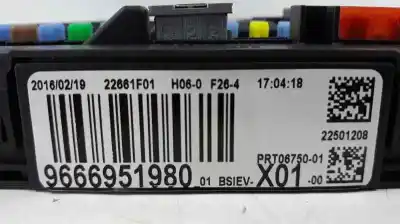 2016/02/19 22661F01 H06-0 F26-4 17:04:18
22501208
PRT06750-01
9666951980 01 BSIEV- X01 -00